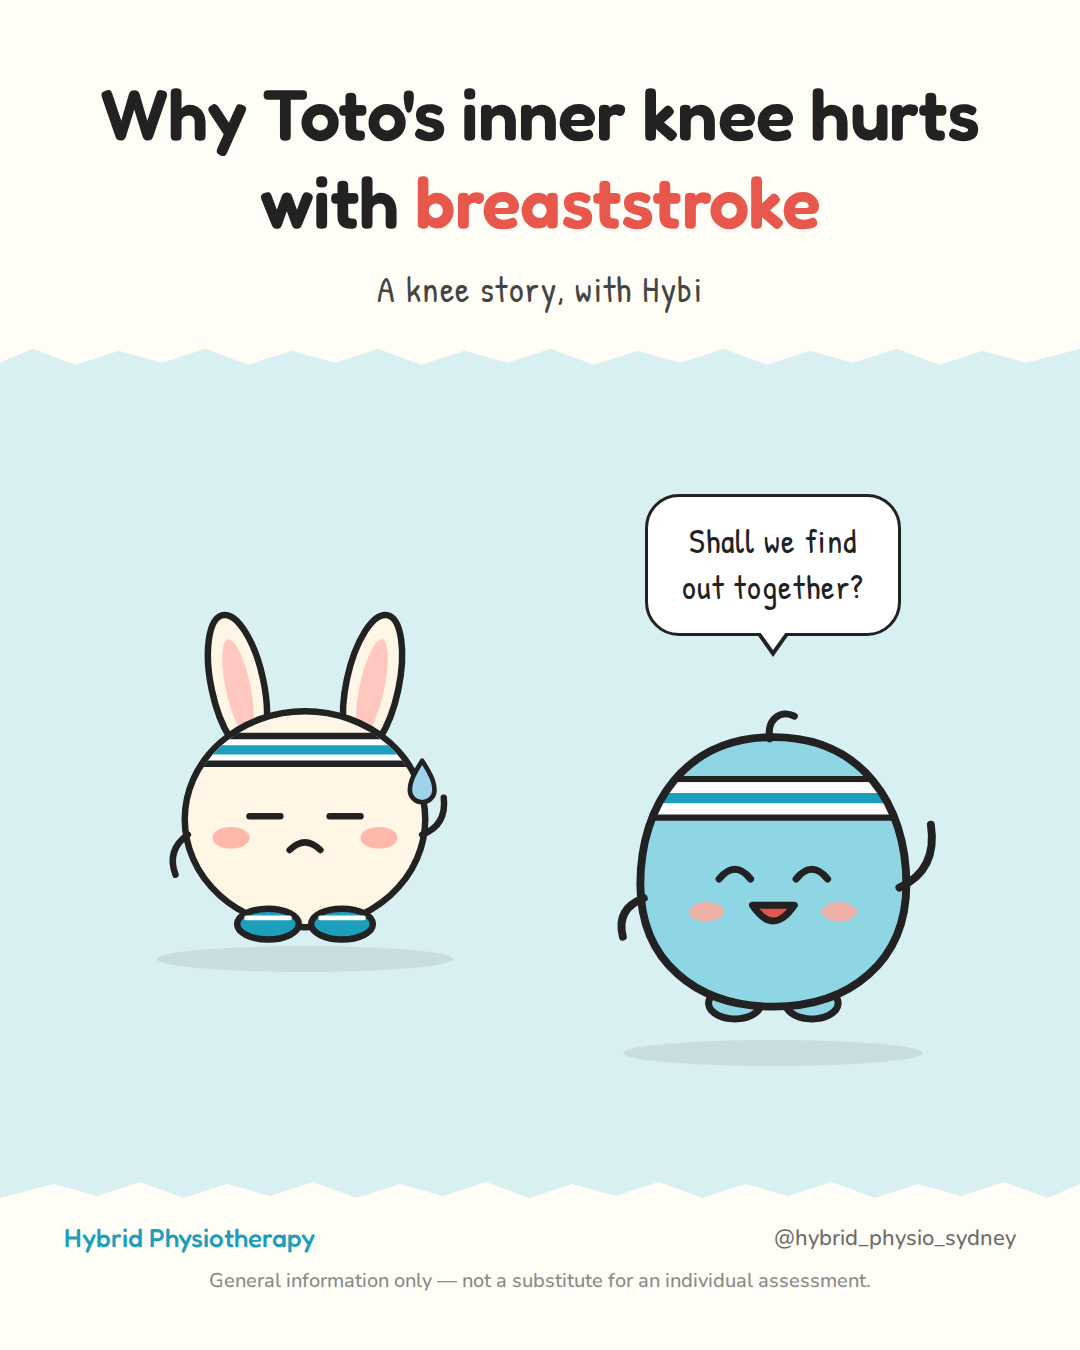 Why Toto's inner knee hurts
with breaststroke
A knee story, with Hybi
Shall we find
out together?
Hybrid Physiotherapy
@hybrid_physio_sydney
General information only — not a substitute for an individual assessment.